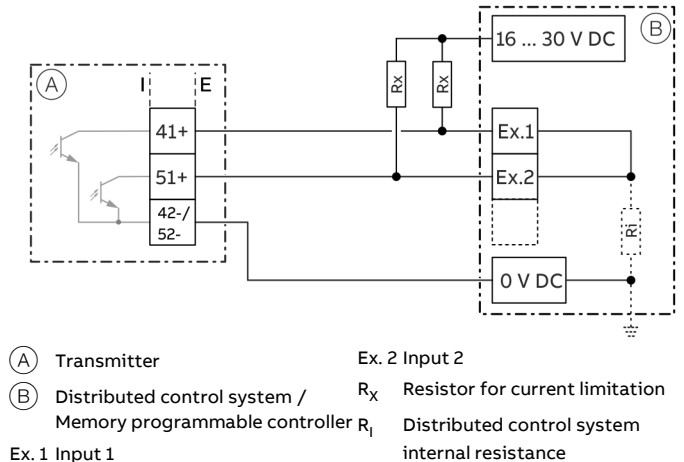 16 ... 30 V DC
B
A
I E
Rx
Rx
41+
Ex.1
51+
Ex.2
42-/
52-
Ri
0 V DC
A Transmitter
B Distributed control system /
Memory programmable controller
Ex. 1 Input 1
Ex. 2 Input 2
RX Resistor for current limitation
RI Distributed control system
internal resistance